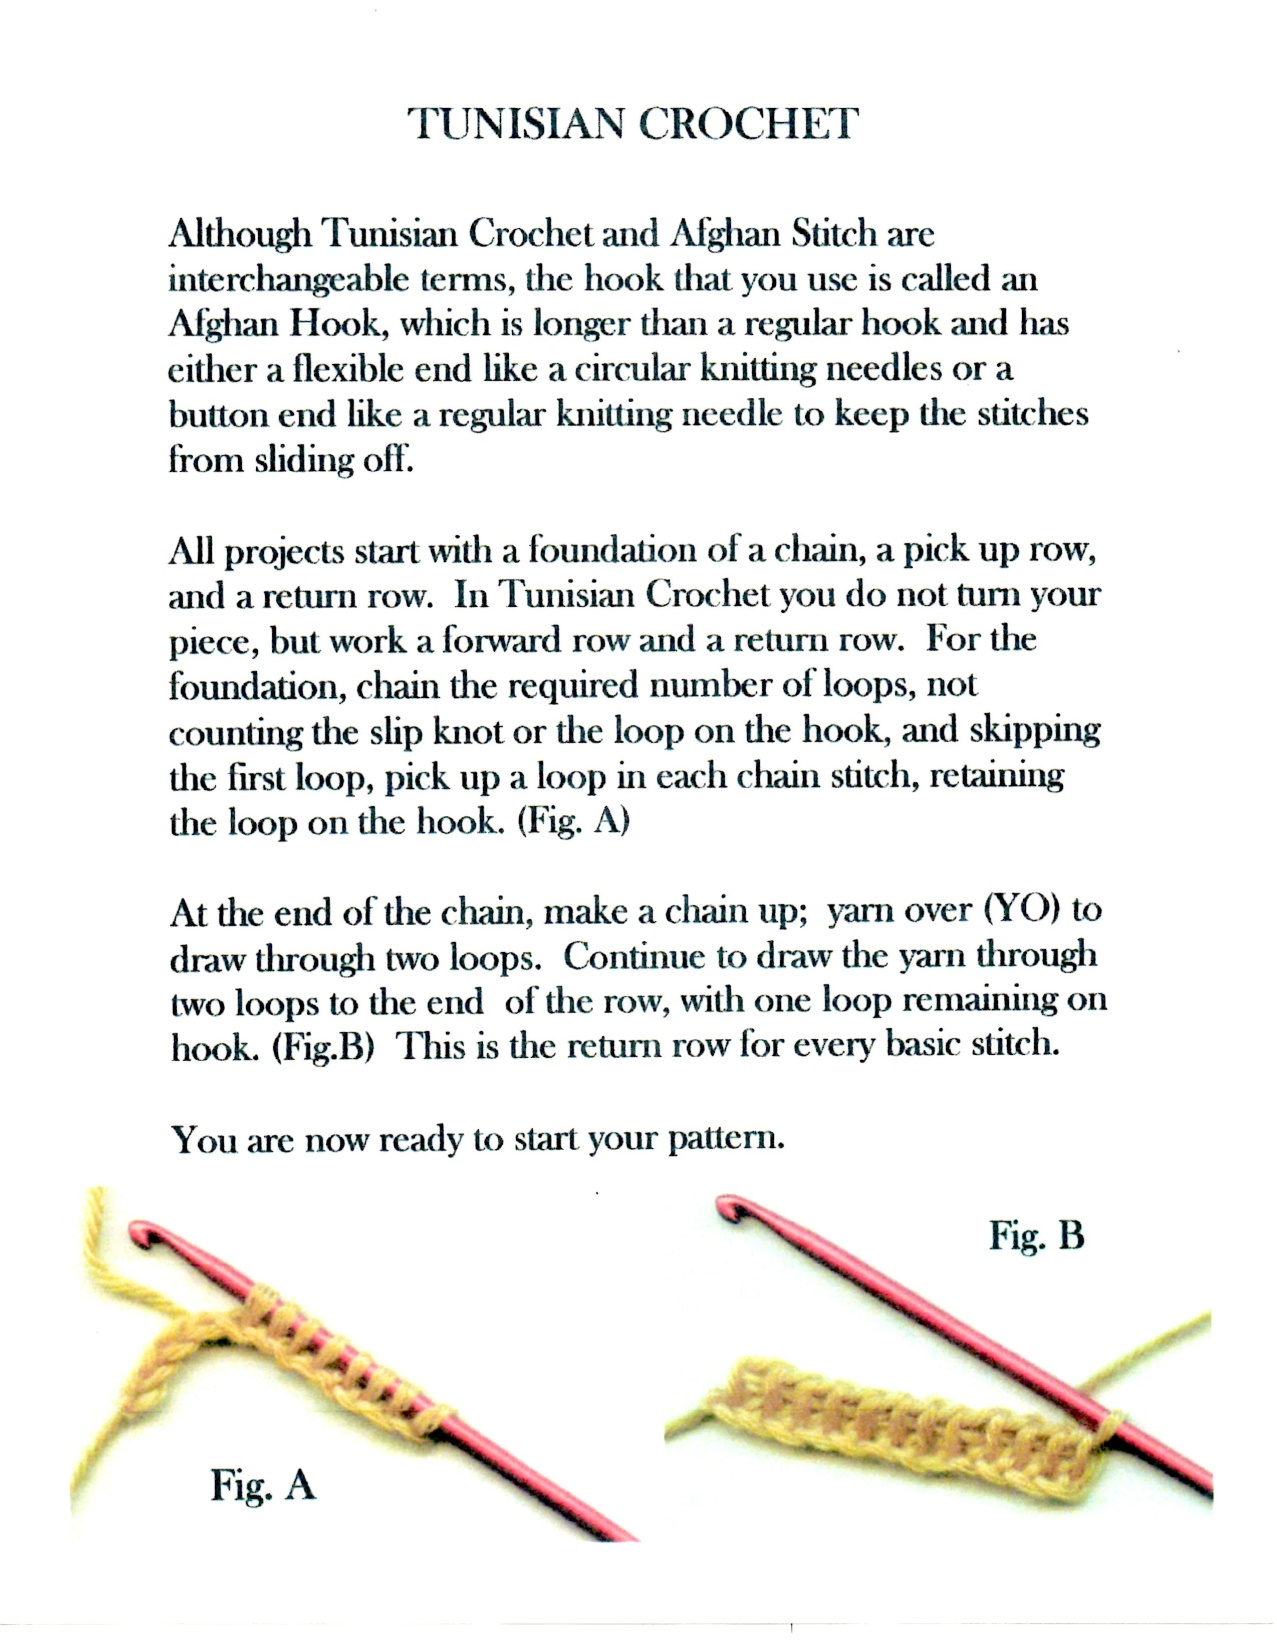 TUNISIAN CROCHET
Although Tunisian Crochet and Afghan Stitch are
interchangeable terms, the hook that you use is called an
Afghan Hook, which is longer than a regular hook and has
either a flexible end like a circular knitting needles or a
button end like a regular knitting needle to keep the stitches
from sliding off.
All projects start with a foundation of a chain, a pick up row,
and a return row.  In Tunisian Crochet you do not turn your
piece, but work a forward row and a return row.  For the
foundation, chain the required number of loops, not
counting the slip knot or the loop on the hook, and skipping
the first loop, pick up a loop in each chain stitch, retaining
the loop on the hook. (Fig. A)
At the end of the chain, make a chain up;  yarn over (YO) to
draw through two loops.  Continue to draw the yarn through
two loops to the end  of the row, with one loop remaining on
hook. (Fig.B)  This is the return row for every basic stitch.
You are now ready to start your pattern.
Fig. B
Fig. A